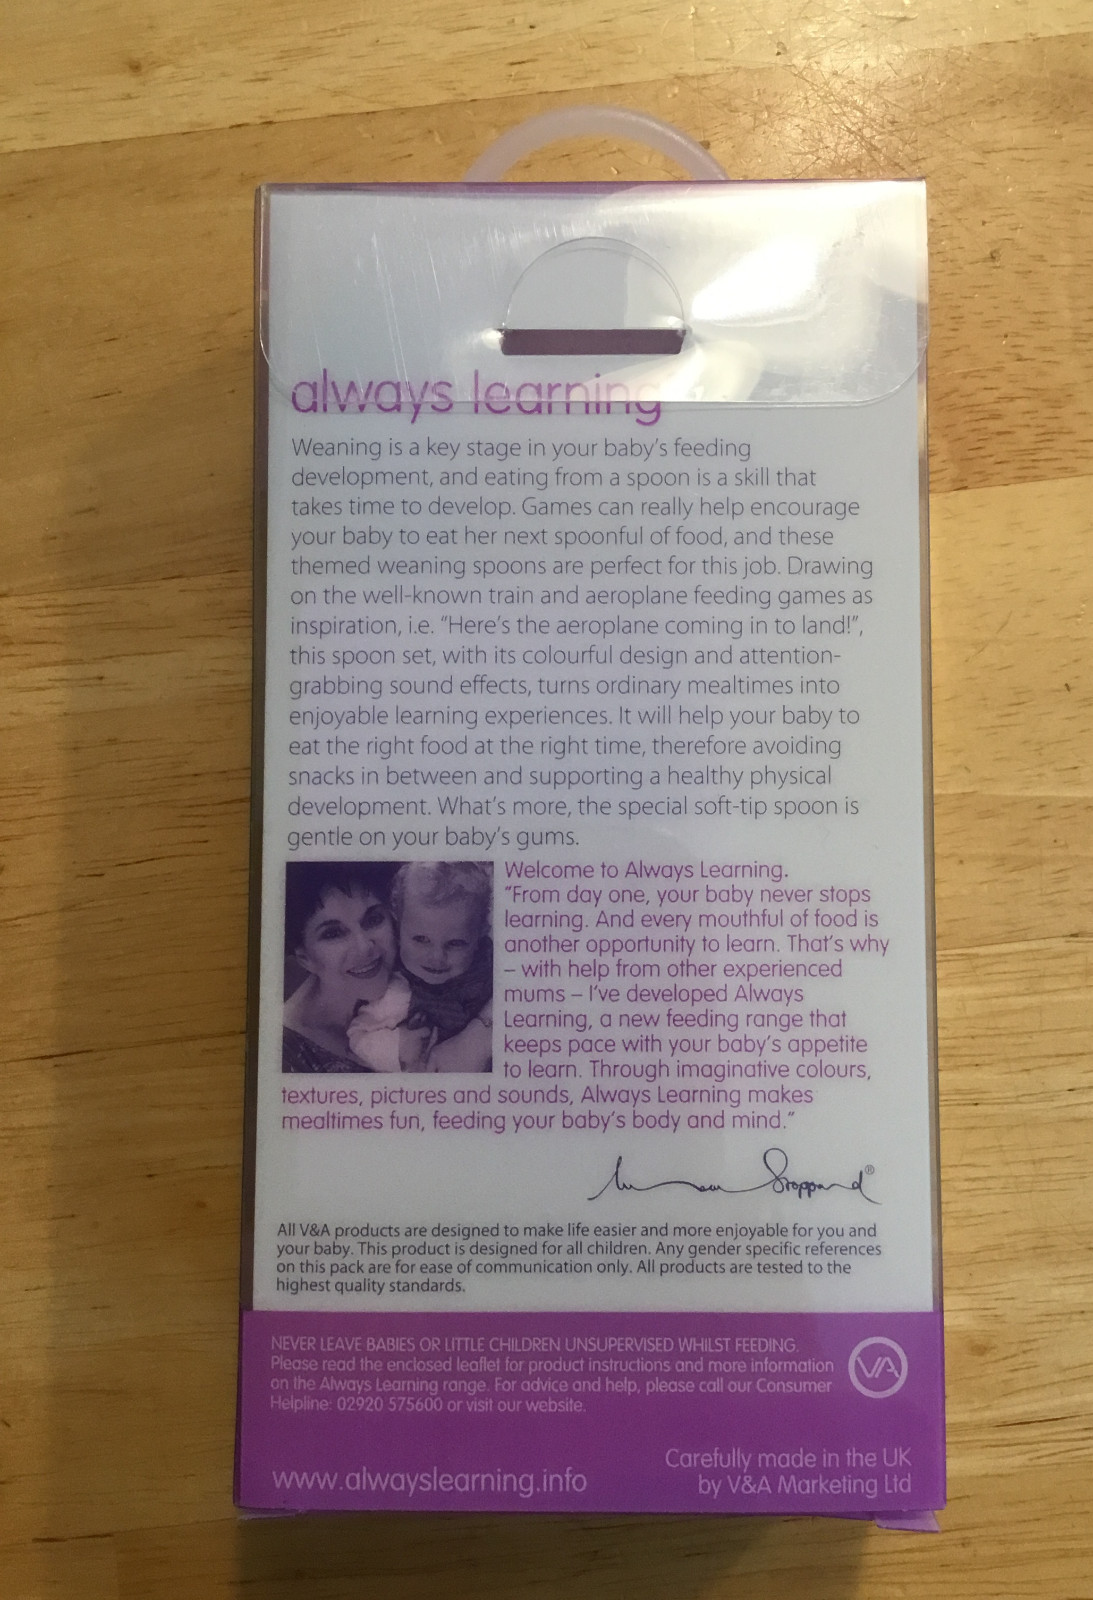 always learning
Weaning is a key stage in your baby's feeding
development, and eating from a spoon is a skill that
takes time to develop. Games can really help encourage
your baby to eat her next spoonful of food, and these
themed weaning spoons are perfect for this job. Drawing
on the well-known train and aeroplane feeding games as
inspiration, i.e. “Here's the aeroplane coming in to land!”,
this spoon set, with its colourful design and attention-
grabbing sound effects, turns ordinary mealtimes into
enjoyable learning experiences. It will help your baby to
eat the right food at the right time, therefore avoiding
snacks in between and supporting a healthy physical
development. What's more, the special soft-tip spoon is
gentle on your baby's gums.
Welcome to Always Learning.
“From day one, your baby never stops
learning. And every mouthful of food is
another opportunity to learn. That's why
– with help from other experienced
mums – I've developed Always
Learning, a new feeding range that
keeps pace with your baby's appetite
to learn. Through imaginative colours,
textures, pictures and sounds, Always Learning makes
mealtimes fun, feeding your baby's body and mind.”
Stoppard®
All V&A products are designed to make life easier and more enjoyable for you and
your baby. This product is designed for all children. Any gender specific references
on this pack are for ease of communication only. All products are tested to the
highest quality standards.
NEVER LEAVE BABIES OR LITTLE CHILDREN UNSUPERVISED WHILST FEEDING.
Please read the enclosed leaflet for product instructions and more information
on the Always Learning range. For advice and help, please call our Consumer
Helpline: 02920 575600 or visit our website.
VA
www.alwayslearning.info
Carefully made in the UK
by V&A Marketing Ltd